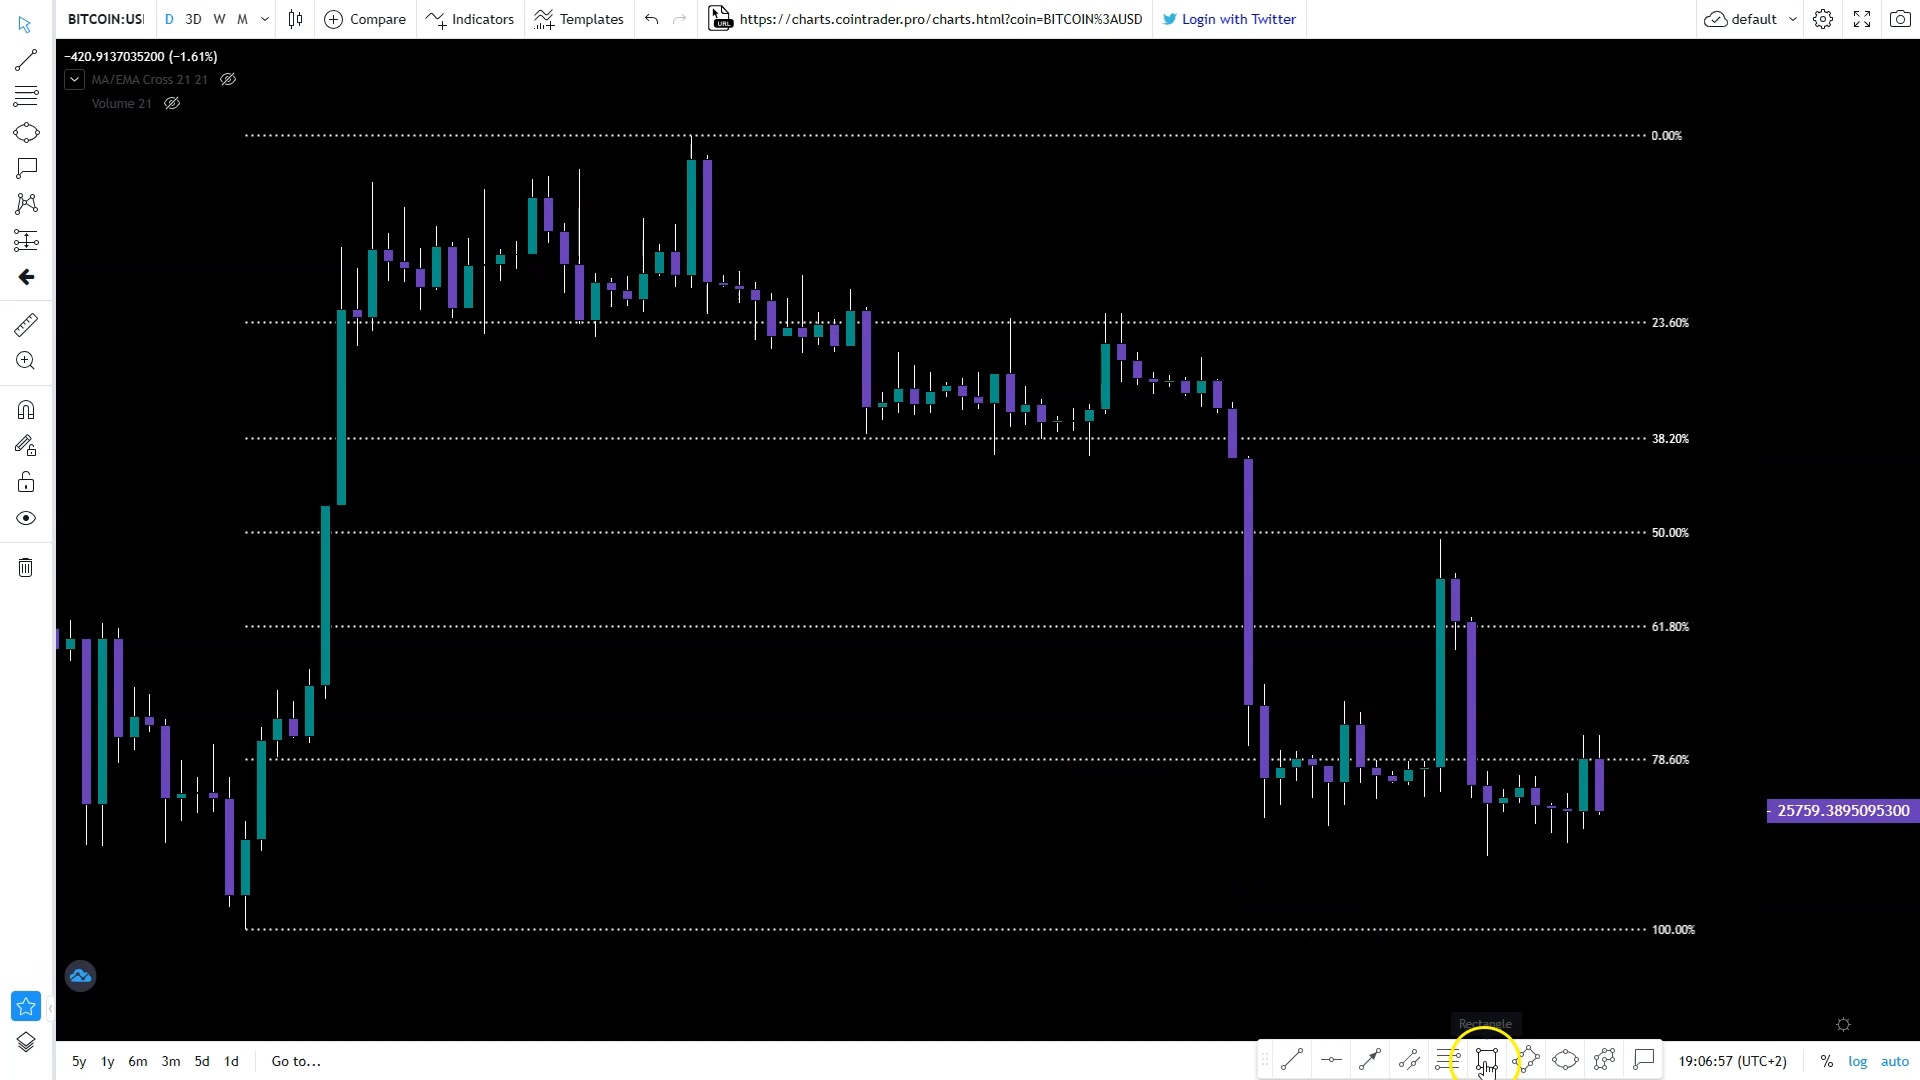 BITCOIN:US
D 3D W M Compare Indicators Templates https://charts.cointrader.pro/charts.html?coin=BITCOIN%3AUSD Login with Twitter default
−420.9137035200 (−1.61%)
MA/EMA Cross 21 21
Volume 21
0.00%
23.60%
38.20%
50.00%
61.80%
78.60%
25759.3895095300
100.00%
Rectangle
5y 1y 6m 3m 5d 1d Go to... 19:06:57 (UTC+2) % log auto